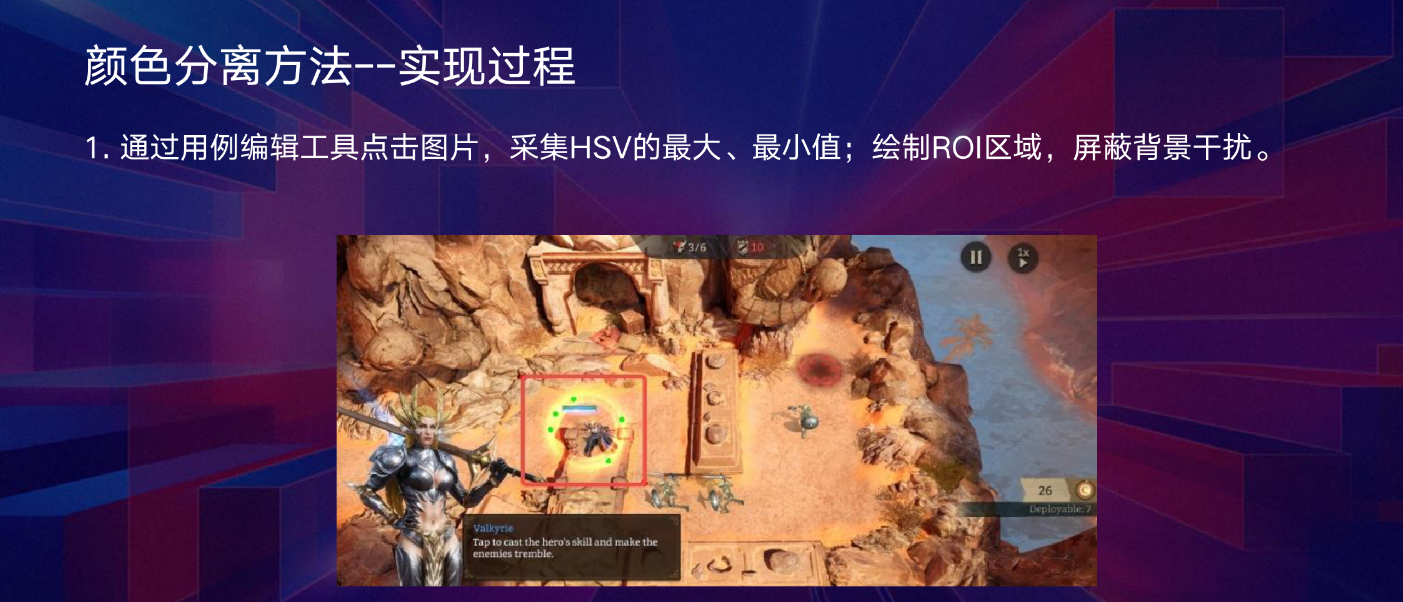 颜色分离方法--实现过程
1. 通过用例编辑工具点击图片，采集HSV的最大、最小值；绘制ROI区域，屏蔽背景干扰。
3/6
10
1x
26
Deployable: 7
Valkyrie
Tap to cast the hero's skill and make the
enemies tremble.